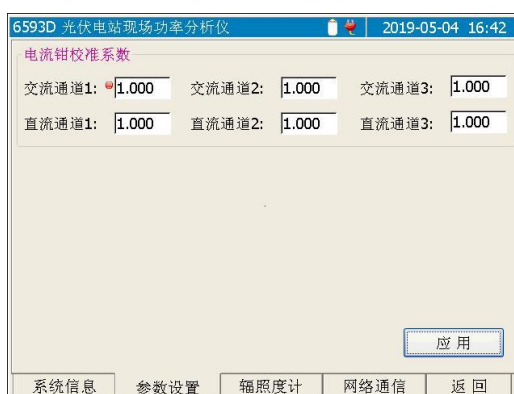 6593D 光伏电站现场功率分析仪 2019-05-04 16:42
电流钳校准系数
交流通道1: 1.000 交流通道2: 1.000 交流通道3: 1.000
直流通道1: 1.000 直流通道2: 1.000 直流通道3: 1.000
应用
系统信息 参数设置 辐照度计 网络通信 返回